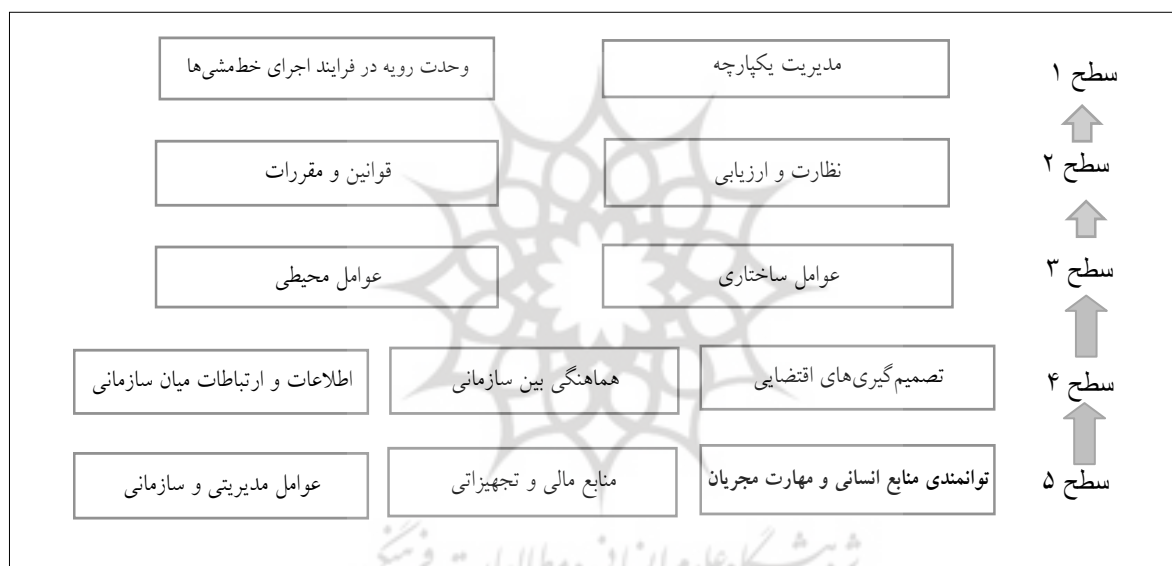 سطح ۱
مدیریت یکپارچه
وحدت رویه در فرایند اجرای خط‌مشی‌ها
سطح ۲
نظارت و ارزیابی
قوانین و مقررات
سطح ۳
عوامل ساختاری
عوامل محیطی
سطح ۴
تصمیم‌گیری‌های اقتضایی
هماهنگی بین سازمانی
اطلاعات و ارتباطات میان سازمانی
سطح ۵
توانمندی منابع انسانی و مهارت مجریان
منابع مالی و تجهیزاتی
عوامل مدیریتی و سازمانی